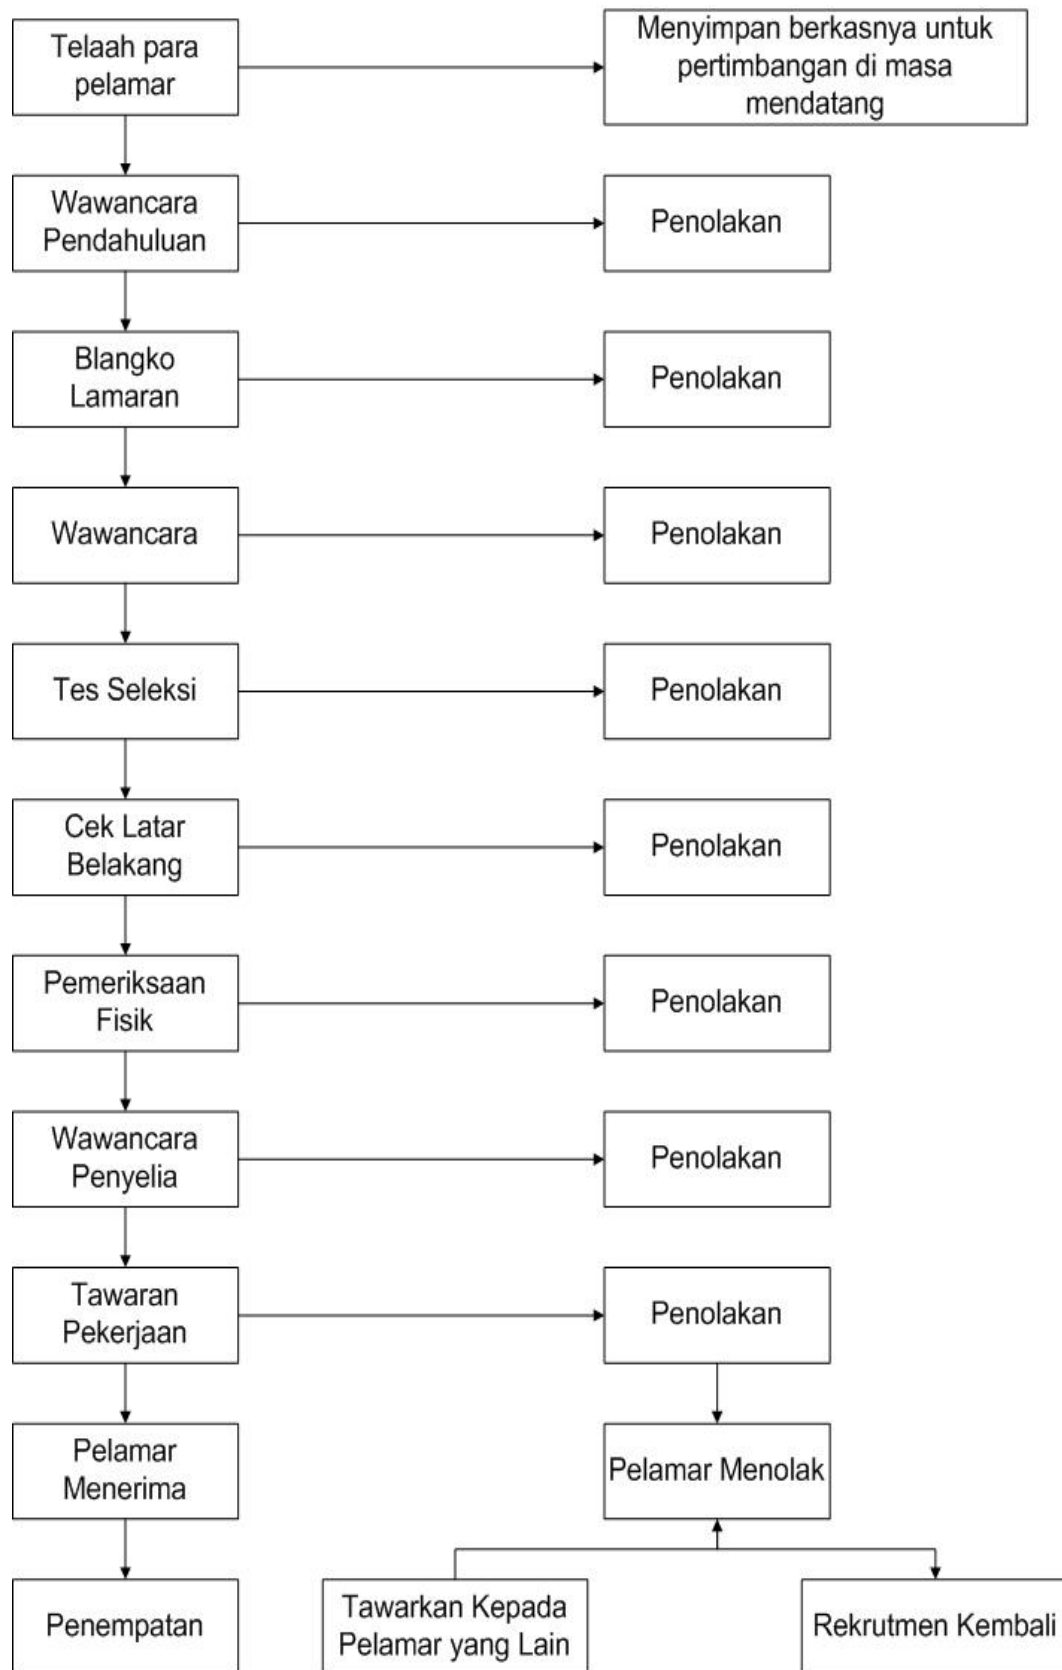 Telaah para
pelamar
Menyimpan berkasnya untuk
pertimbangan di masa
mendatang
Wawancara
Pendahuluan
Penolakan
Blangko
Lamaran
Penolakan
Wawancara
Penolakan
Tes Seleksi
Penolakan
Cek Latar
Belakang
Penolakan
Pemeriksaan
Fisik
Penolakan
Wawancara
Penyelia
Penolakan
Tawaran
Pekerjaan
Penolakan
Pelamar
Menerima
Pelamar Menolak
Penempatan
Tawarkan Kepada
Pelamar yang Lain
Rekrutmen Kembali